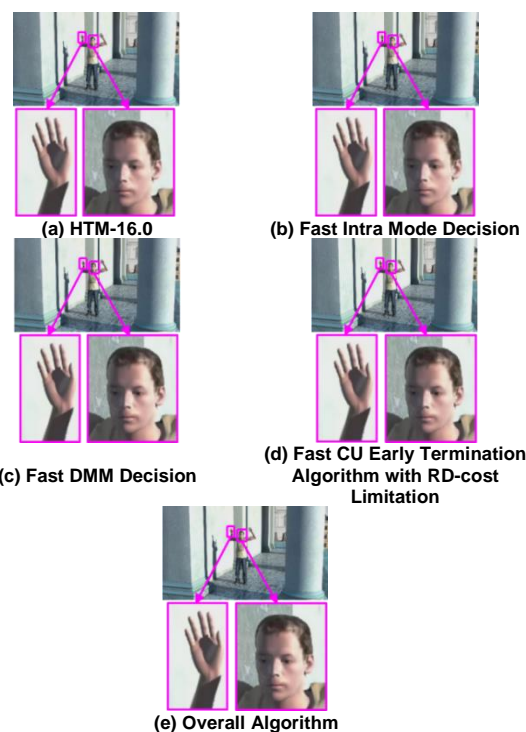 (a) HTM-16.0
(b) Fast Intra Mode Decision
(c) Fast DMM Decision
(d) Fast CU Early Termination
Algorithm with RD-cost
Limitation
(e) Overall Algorithm